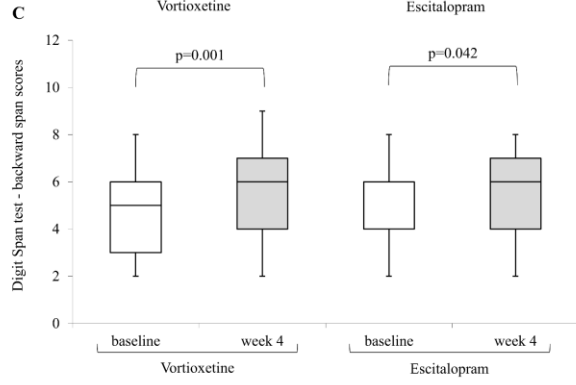 Vortioxetine Escitalopram
C
12
p=0.001 p=0.042
10
8
6
4
2
0
Digit Span test - backward span scores
baseline week 4 baseline week 4
Vortioxetine Escitalopram